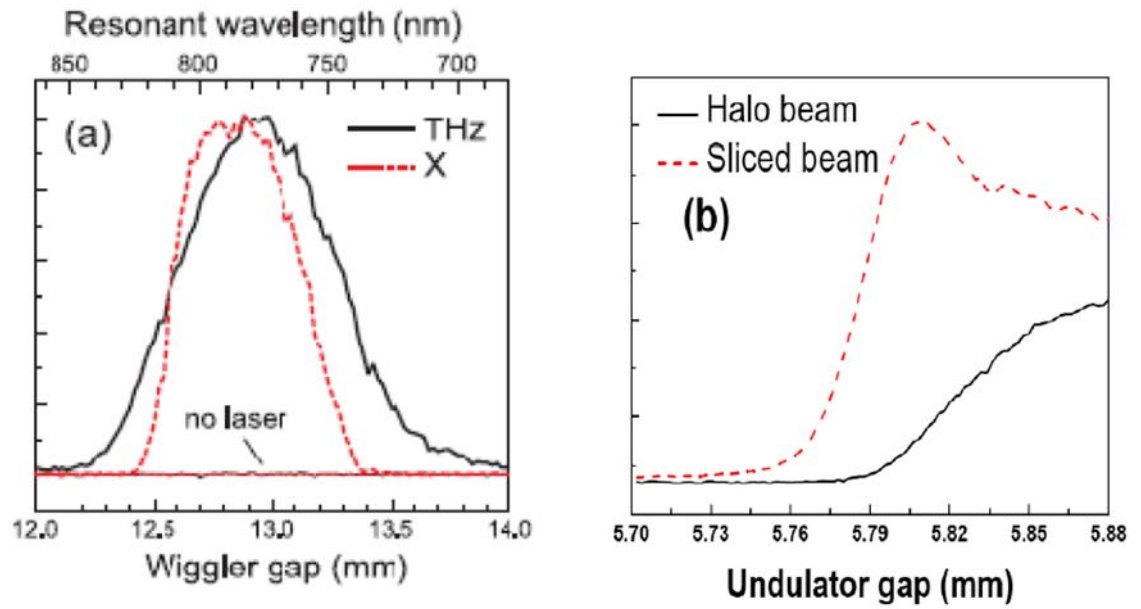 Resonant wavelength (nm)
850 800 750 700
(a)
THz
X
no laser
12.0 12.5 13.0 13.5 14.0
Wiggler gap (mm)
Halo beam
Sliced beam
(b)
5.70 5.73 5.76 5.79 5.82 5.85 5.88
Undulator gap (mm)